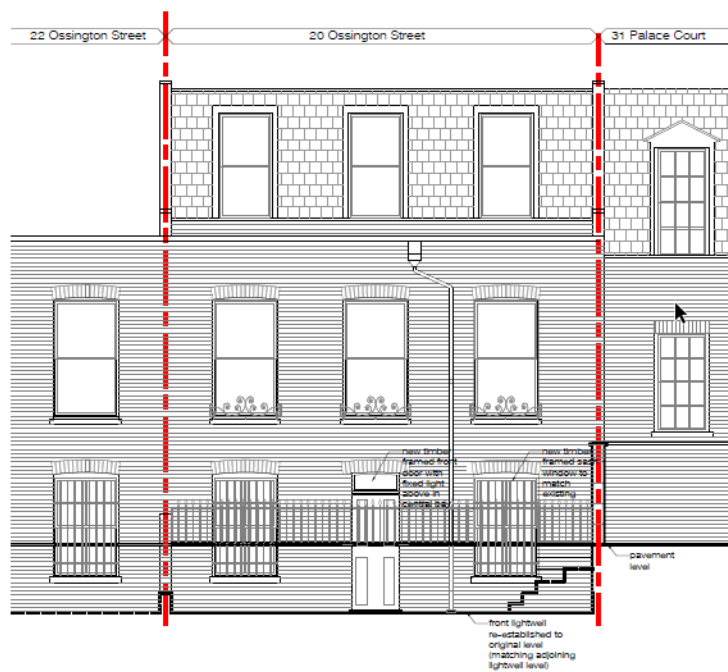 22 Ossington Street
20 Ossington Street
31 Palace Court
new timber
framed front
door with
fixed light
above in
central bay
new timber
framed sash
window to
match
existing
pavement
level
front lightwell
re-established to
original level
(matching adjoining
lightwell level)